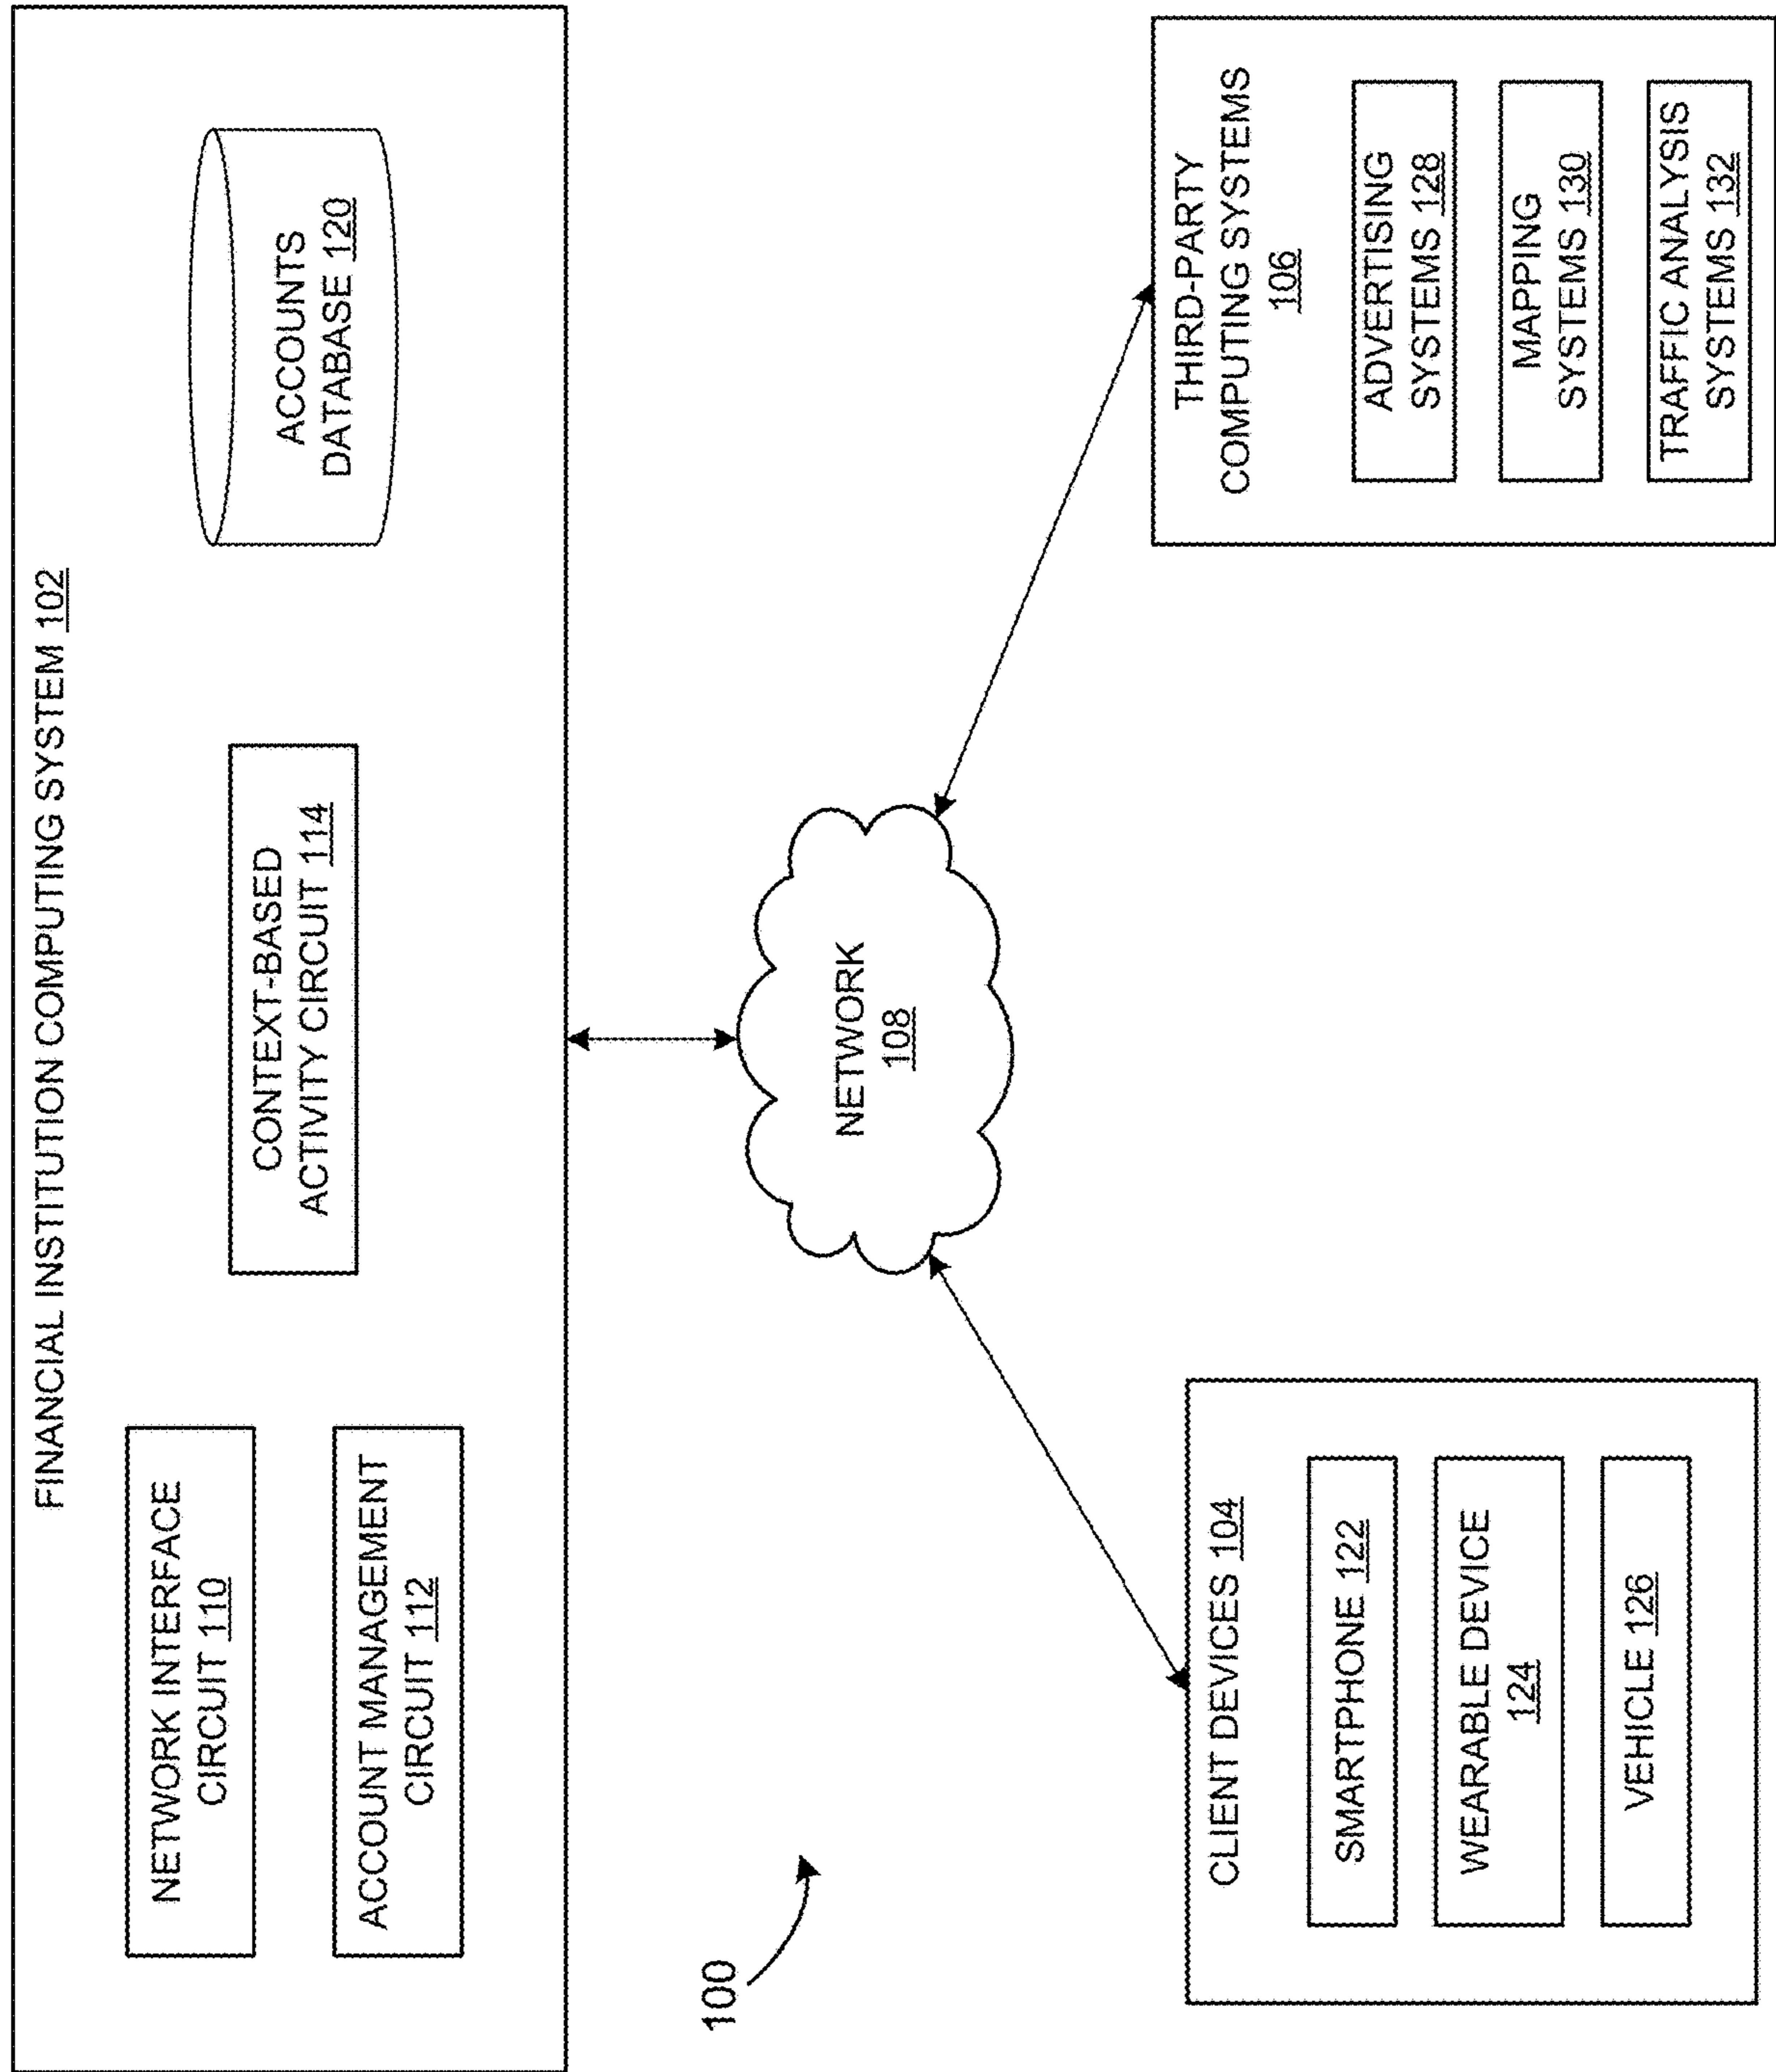 FINANCIAL INSTITUTION COMPUTING SYSTEM 102
NETWORK INTERFACE
CIRCUIT 110
ACCOUNT MANAGEMENT
CIRCUIT 112
CONTEXT-BASED
ACTIVITY CIRCUIT 114
ACCOUNTS
DATABASE 120
100
NETWORK
108
CLIENT DEVICES 104
SMARTPHONE 122
WEARABLE DEVICE
124
VEHICLE 126
THIRD-PARTY
COMPUTING SYSTEMS
106
ADVERTISING
SYSTEMS 128
MAPPING
SYSTEMS 130
TRAFFIC ANALYSIS
SYSTEMS 132